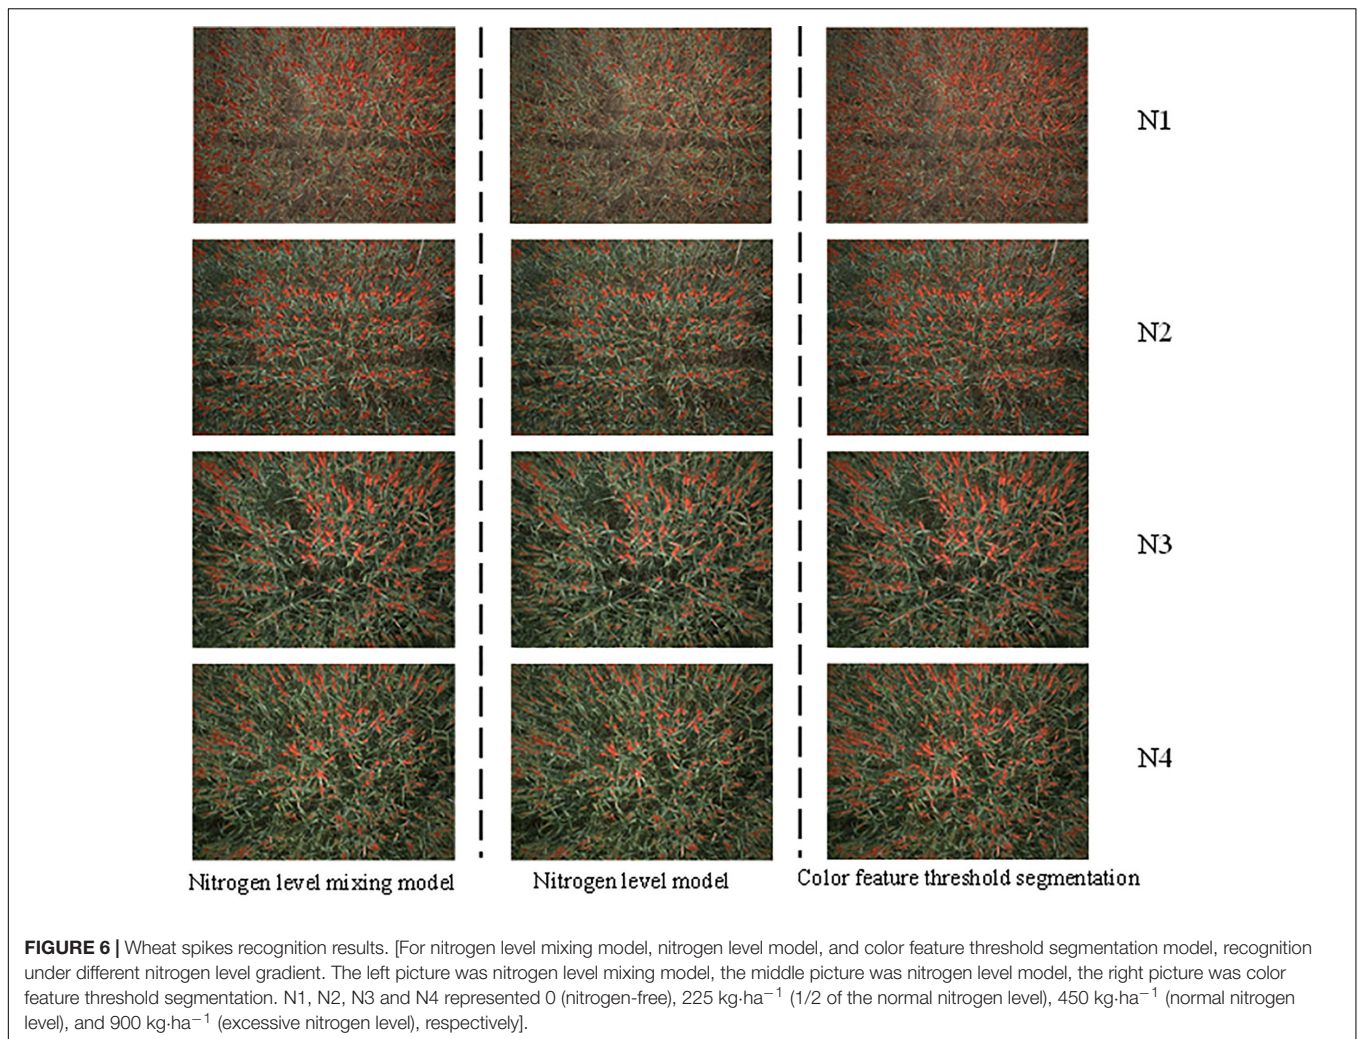 N1
N2
N3
N4
Nitrogen level mixing model
Nitrogen level model
Color feature threshold segmentation
FIGURE 6 | Wheat spikes recognition results. [For nitrogen level mixing model, nitrogen level model, and color feature threshold segmentation model, recognition
under different nitrogen level gradient. The left picture was nitrogen level mixing model, the middle picture was nitrogen level model, the right picture was color
feature threshold segmentation. N1, N2, N3 and N4 represented 0 (nitrogen-free), 225 kg·ha−1 (1/2 of the normal nitrogen level), 450 kg·ha−1 (normal nitrogen
level), and 900 kg·ha−1 (excessive nitrogen level), respectively].